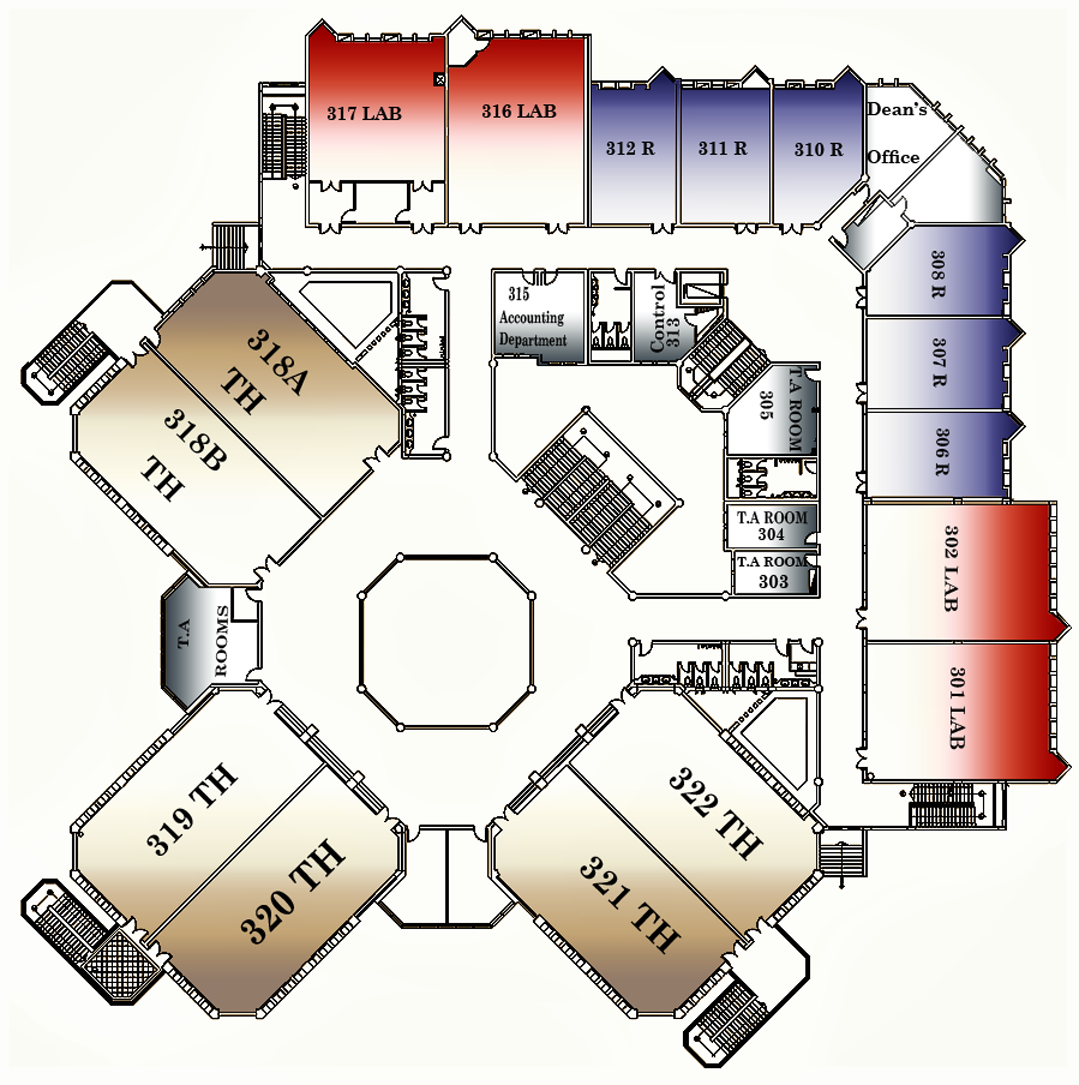 317 LAB
316 LAB
312 R
311 R
310 R
Dean's
Office
308 R
307 R
306 R
315
Accounting
Department
Control
313
T.A ROOM
305
T.A ROOM
304
T.A ROOM
303
302 LAB
301 LAB
318A
TH
318B
TH
T.A
ROOMS
319 TH
320 TH
322 TH
321 TH